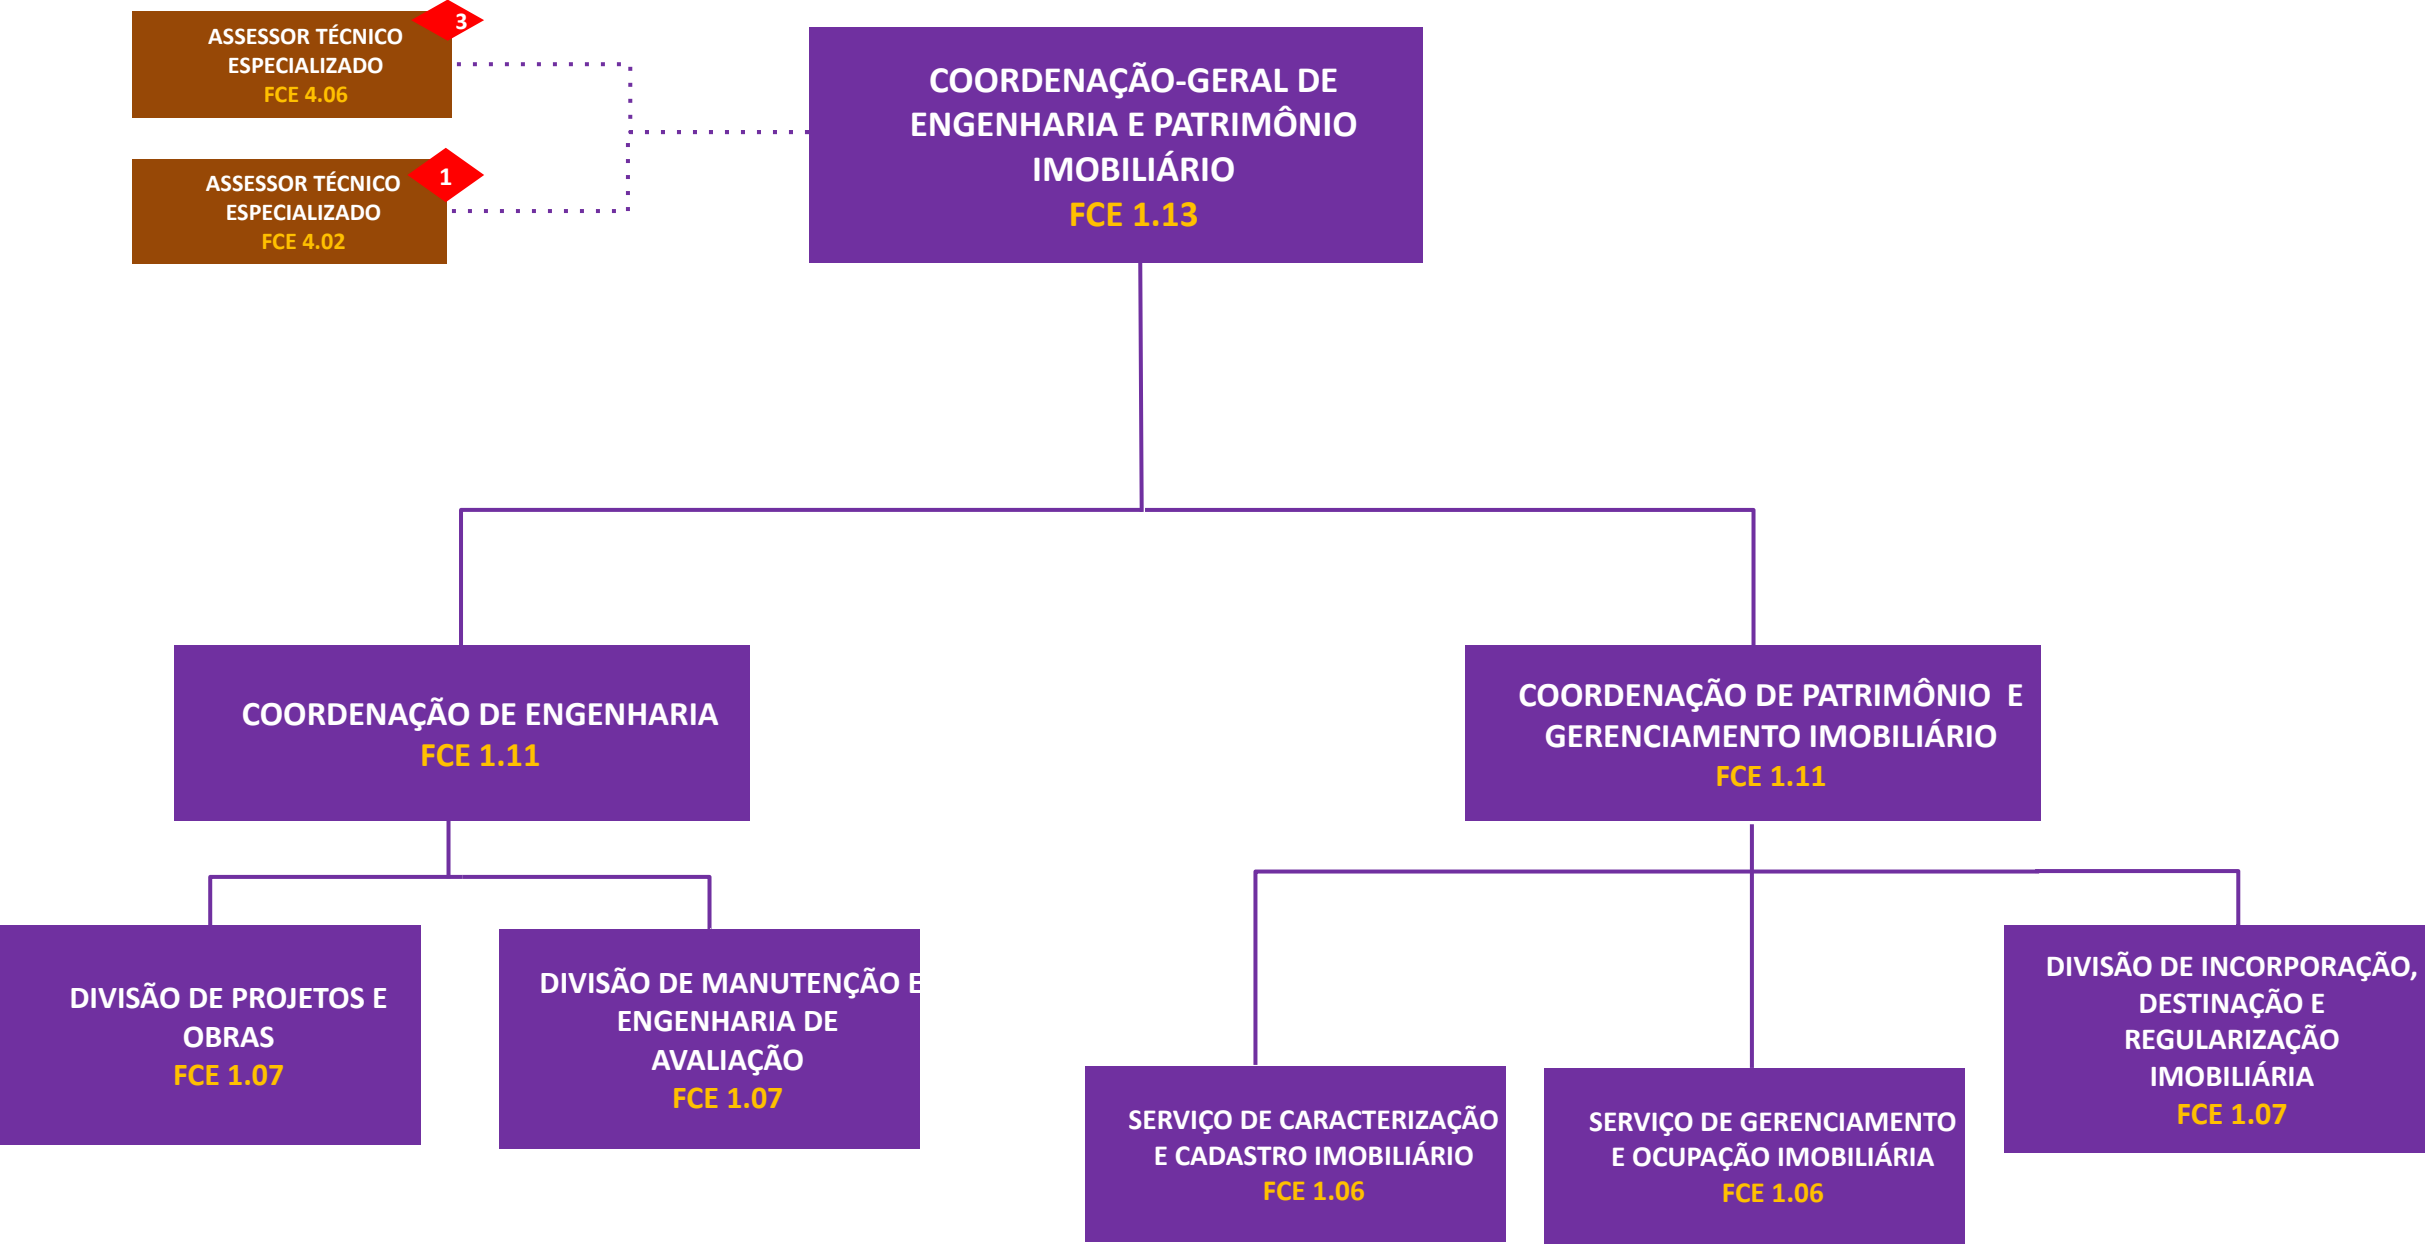 3
ASSESSOR TÉCNICO
ESPECIALIZADO
FCE 4.06
1
ASSESSOR TÉCNICO
ESPECIALIZADO
FCE 4.02
COORDENAÇÃO-GERAL DE
ENGENHARIA E PATRIMÔNIO
IMOBILIÁRIO
FCE 1.13
COORDENAÇÃO DE ENGENHARIA
FCE 1.11
COORDENAÇÃO DE PATRIMÔNIO E
GERENCIAMENTO IMOBILIÁRIO
FCE 1.11
DIVISÃO DE PROJETOS E
OBRAS
FCE 1.07
DIVISÃO DE MANUTENÇÃO E
ENGENHARIA DE
AVALIAÇÃO
FCE 1.07
SERVIÇO DE CARACTERIZAÇÃO
E CADASTRO IMOBILIÁRIO
FCE 1.06
SERVIÇO DE GERENCIAMENTO
E OCUPAÇÃO IMOBILIÁRIA
FCE 1.06
DIVISÃO DE INCORPORAÇÃO,
DESTINAÇÃO E
REGULARIZAÇÃO
IMOBILIÁRIA
FCE 1.07